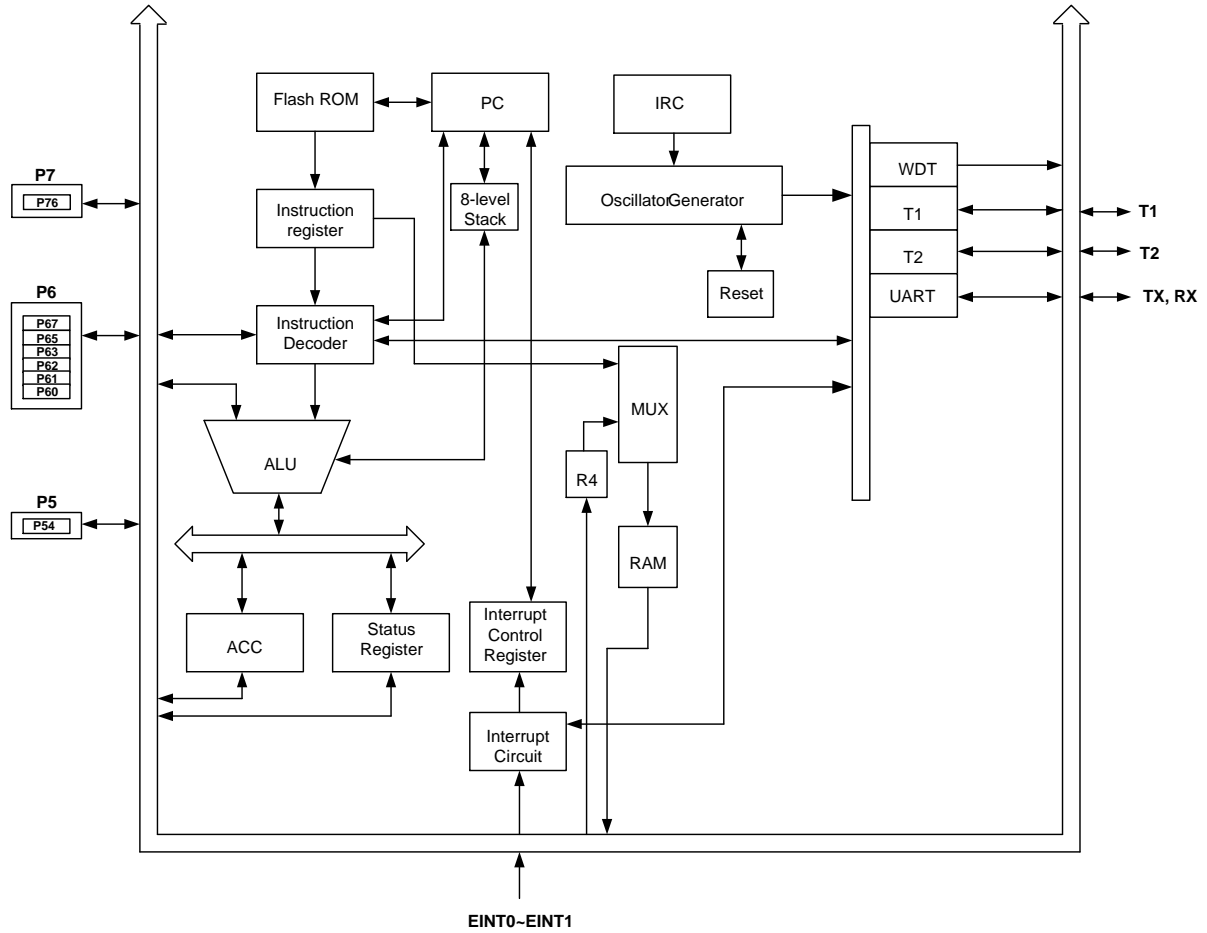 Flash ROM
PC
IRC
P7
P76
Instruction
register
8-level
Stack
OscillatorGenerator
WDT
T1
T1
T2
T2
Reset
UART
TX, RX
P6
P67
P65
P63
P62
P61
P60
Instruction
Decoder
MUX
ALU
R4
P5
P54
RAM
ACC
Status
Register
Interrupt
Control
Register
Interrupt
Circuit
EINT0~EINT1